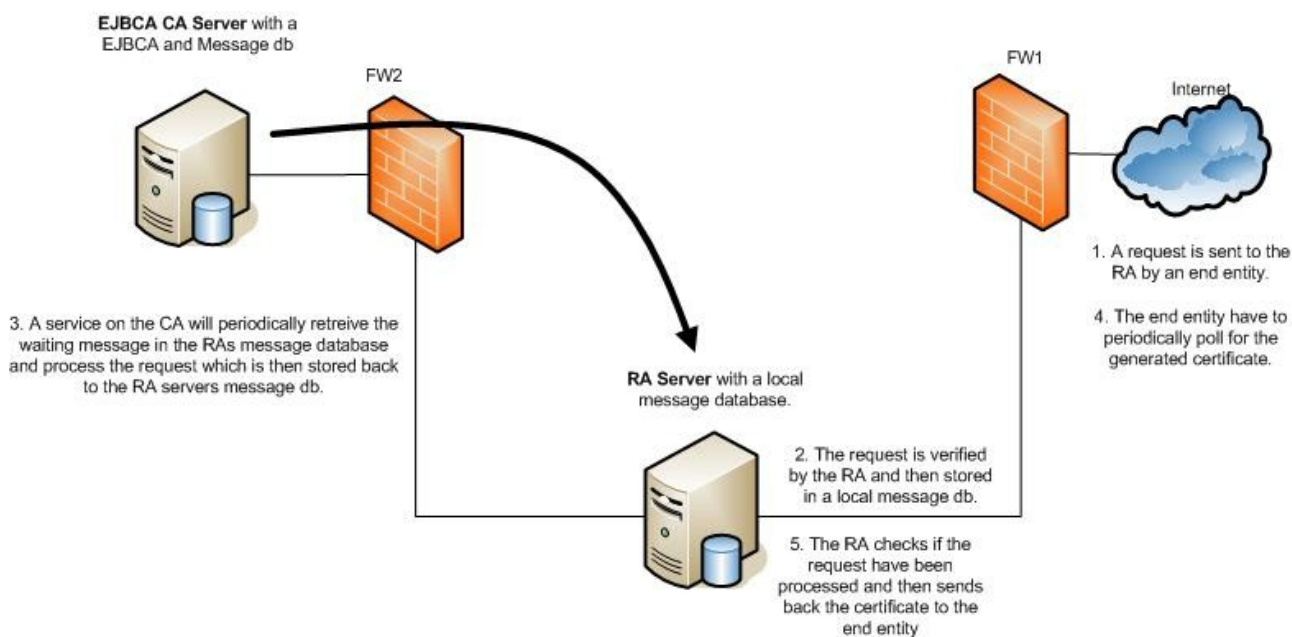 EJBCA CA Server with a
EJBCA and Message db
FW2
FW1
Internet
1. A request is sent to the
RA by an end entity.
4. The end entity have to
periodically poll for the
generated certificate.
3. A service on the CA will periodically retreive the
waiting message in the RAs message database
and process the request which is then stored back
to the RA servers message db.
RA Server with a local
message database.
2. The request is verified
by the RA and then stored
in a local message db.
5. The RA checks if the
request have been
processed and then sends
back the certificate to the
end entity